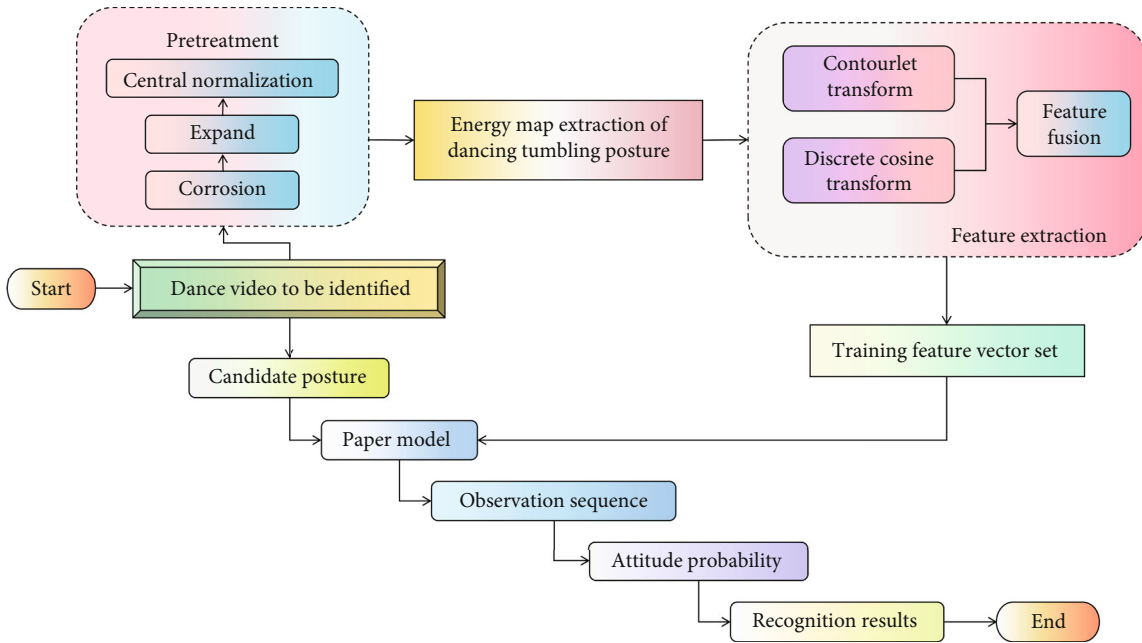 Pretreatment
Central normalization
Expand
Corrosion
Energy map extraction of
dancing tumbling posture
Contourlet
transform
Discrete cosine
transform
Feature
fusion
Feature extraction
Start
Dance video to be identified
Training feature vector set
Candidate posture
Paper model
Observation sequence
Attitude probability
Recognition results
End